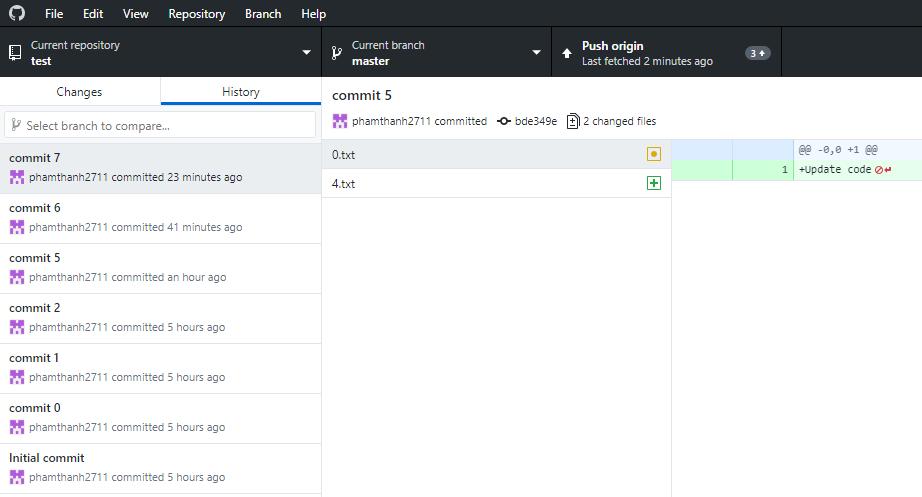 File Edit View Repository Branch Help
Current repository
test
Current branch
master
Push origin
Last fetched 2 minutes ago
3
Changes
History
Select branch to compare...
commit 7
phamthanh2711 committed 23 minutes ago
commit 6
phamthanh2711 committed 41 minutes ago
commit 5
phamthanh2711 committed an hour ago
commit 2
phamthanh2711 committed 5 hours ago
commit 1
phamthanh2711 committed 5 hours ago
commit 0
phamthanh2711 committed 5 hours ago
Initial commit
phamthanh2711 committed 5 hours ago
commit 5
phamthanh2711 committed bde349e 2 changed files
0.txt
4.txt
@@ -0,0 +1 @@
1 +Update code